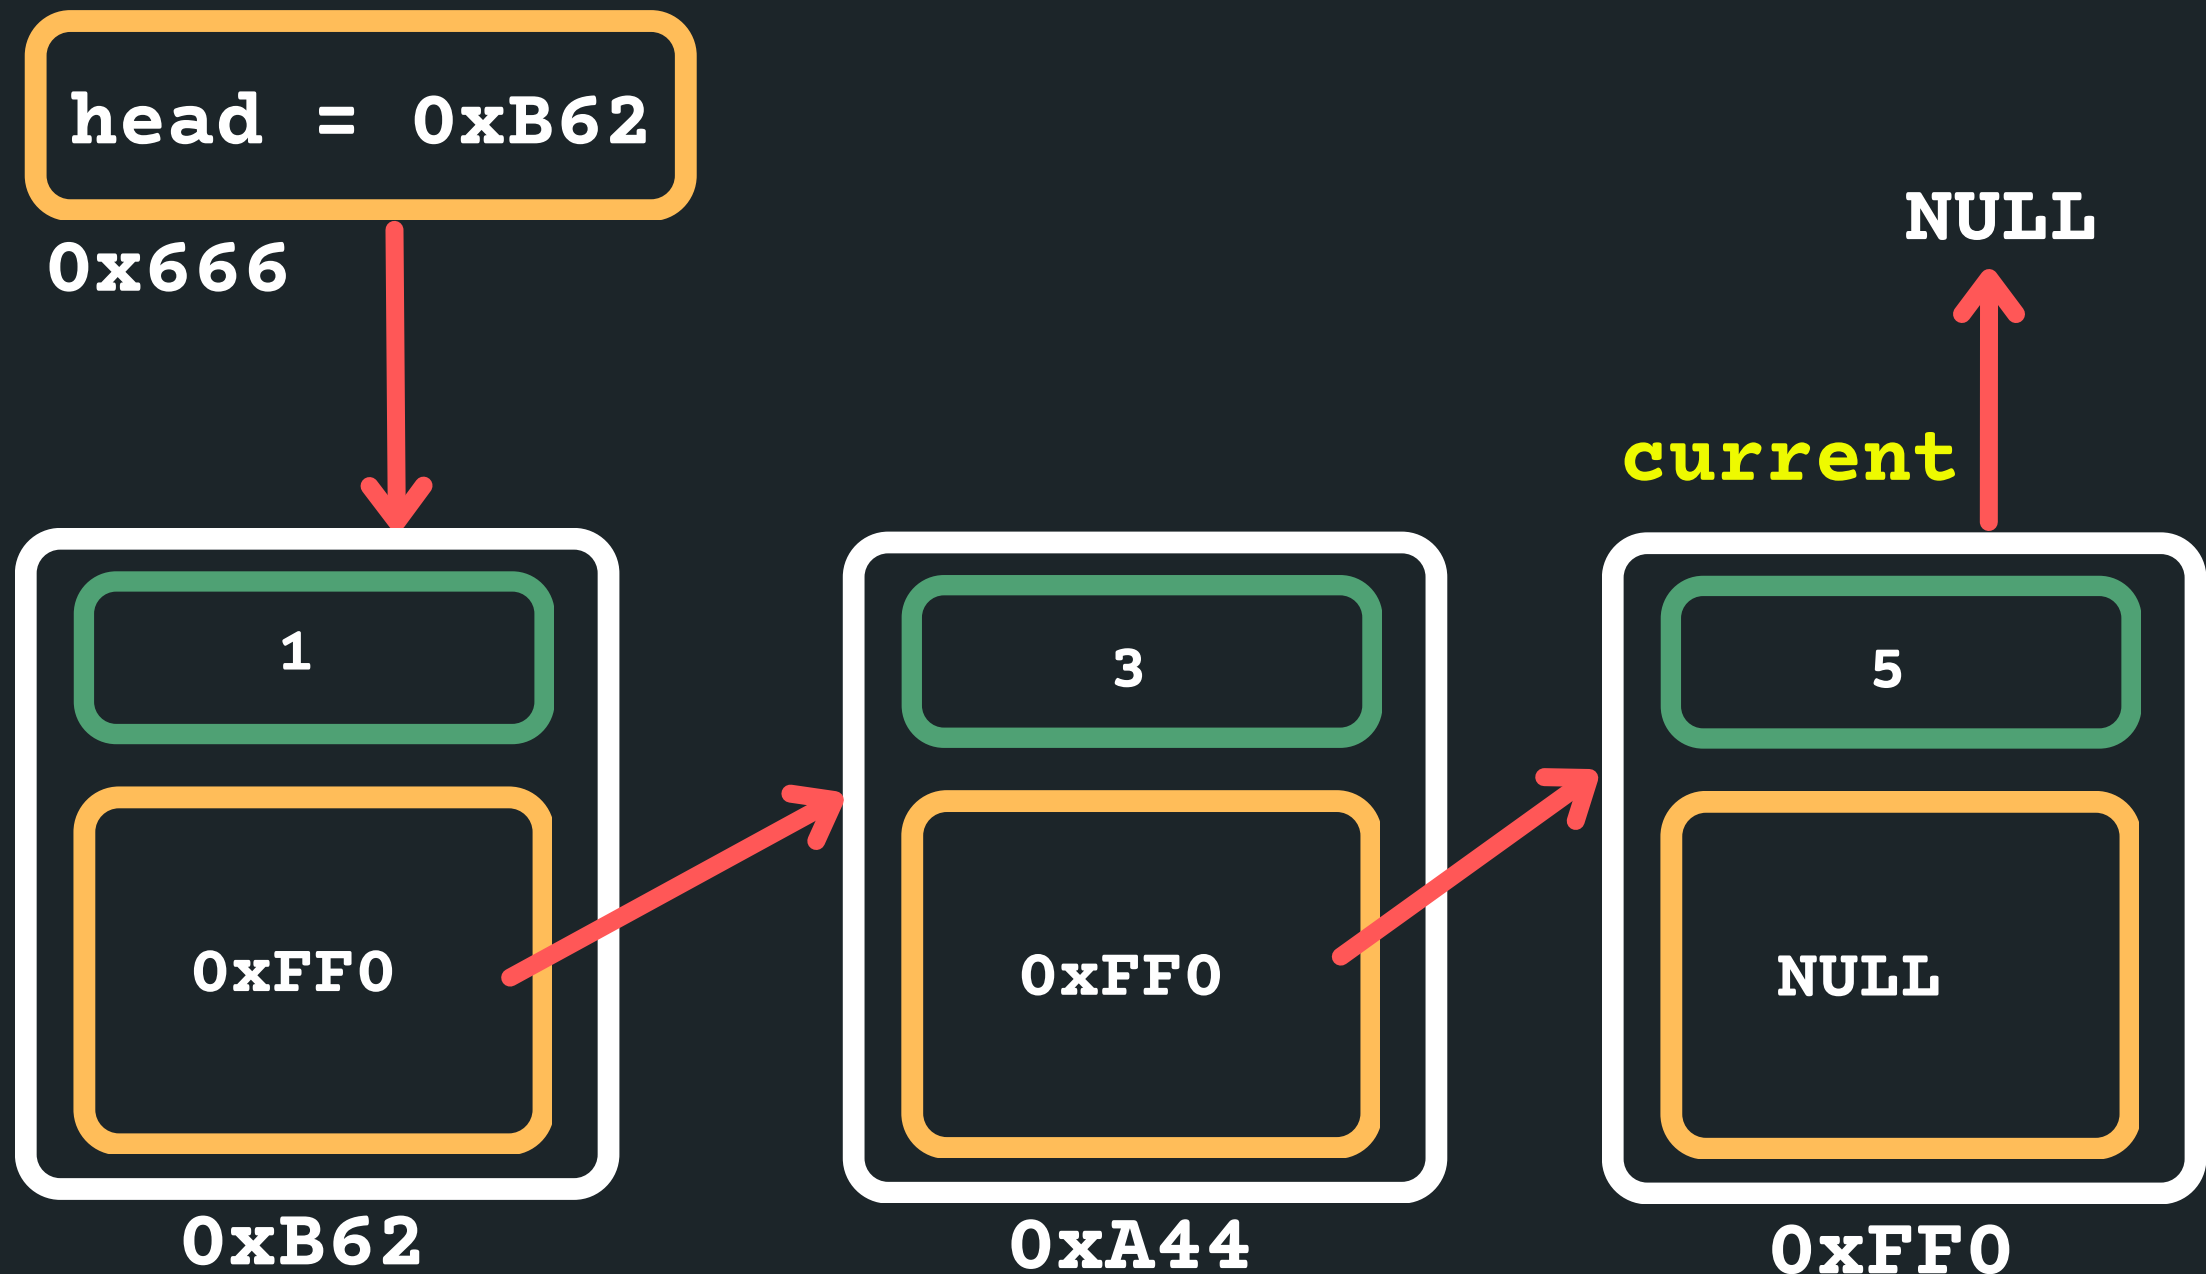 head = 0xB62
0x666
NULL
current
1
3
5
0xFF0
0xFF0
NULL
0xB62
0xA44
0xFF0